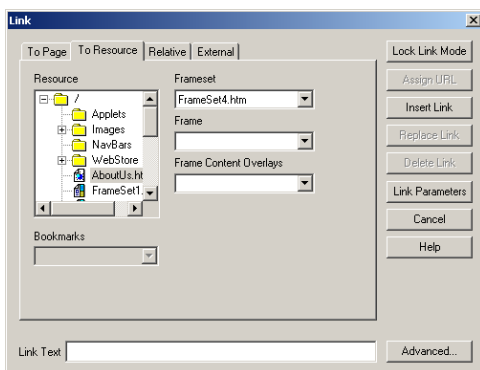 Link
To Page To Resource Relative External
Lock Link Mode
Assign URL
Insert Link
Replace Link
Delete Link
Link Parameters
Cancel
Help
Resource
/
Applets
Images
NavBars
WebStore
AboutUs.ht
FrameSet1.
Frameset
FrameSet4.htm
Frame
Frame Content Overlays
Bookmarks
Link Text
Advanced...